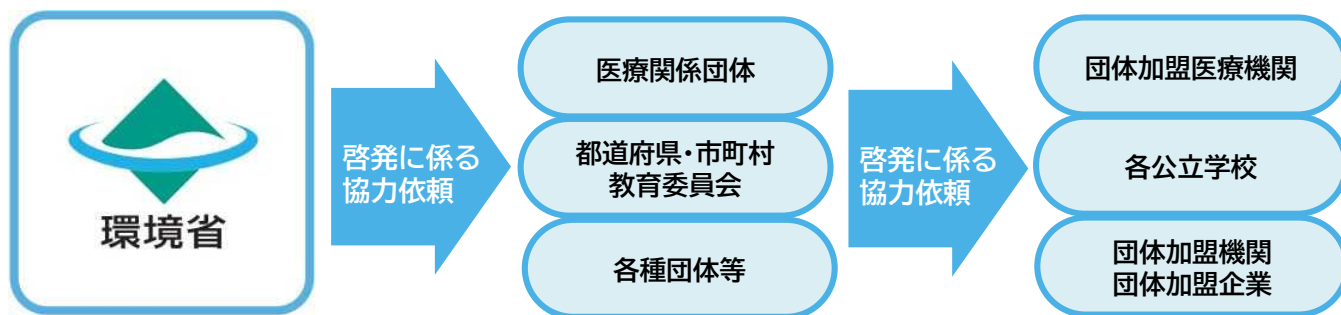 環境省
啓発に係る
協力依頼
医療関係団体
都道府県・市町村
教育委員会
各種団体等
啓発に係る
協力依頼
団体加盟医療機関
各公立学校
団体加盟機関
団体加盟企業